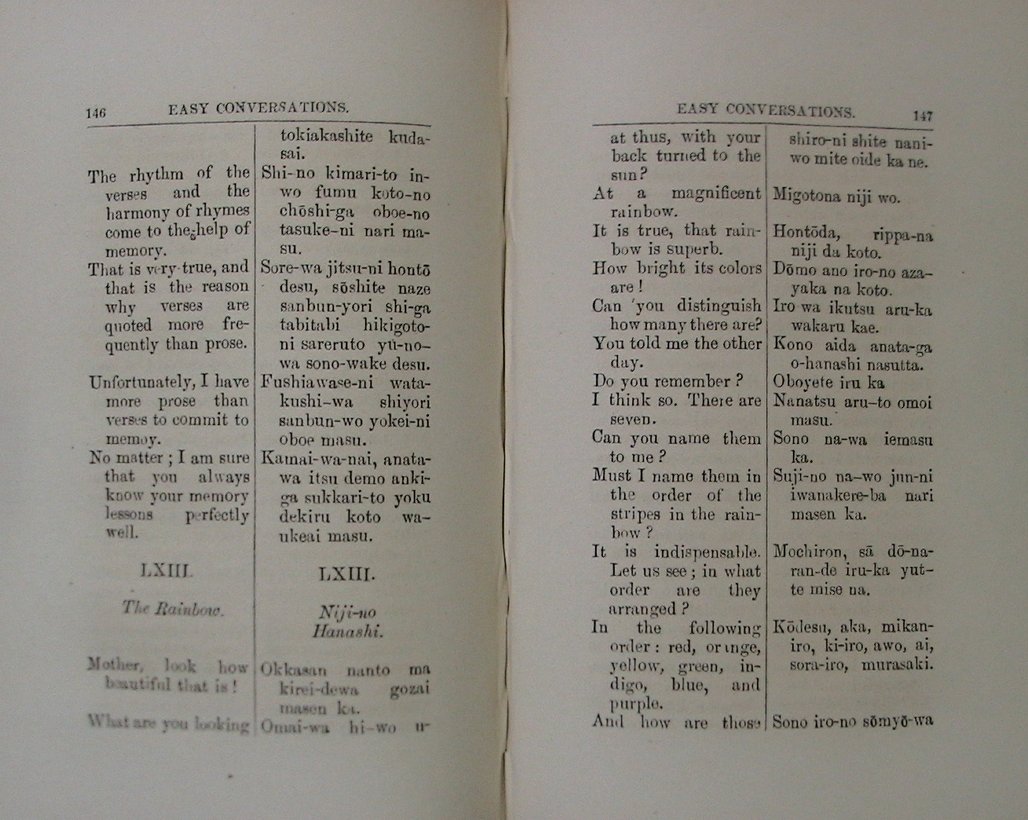 146
EASY CONVERSATIONS.
The rhythm of the
verses and the
harmony of rhymes
come to the help of
memory.
That is very true, and
that is the reason
why verses are
quoted more fre-
quently than prose.
Unfortunately, I have
more prose than
verses to commit to
memoy.
No matter ; I am sure
that you always
know your memory
lessons perfectly
well.
LXIII.
The Rainbow.
Mother, look how
beautiful that is !
What are you looking
tokiakashite kuda-
sai.
Shi-no kimari-to in-
wo fumu koto-no
chōshi-ga oboe-no
tasuke-ni nari ma-
su.
Sore-wa jitsu-ni hontō
desu, sōshite naze
sanbun-yori shi-ga
tabitabi hikigoto-
ni sareruto yū-no-
wa sono-wake desu.
Fushiawase-ni wata-
kushi-wa shiyori
sanbun-wo yokei-ni
oboe masu.
Kamai-wa-nai, anata-
wa itsu demo anki-
ga sukkari-to yoku
dekiru koto wa-
ukeai masu.
LXIII.
Niji-no
Hanashi.
Okkasan nanto ma
kirei-dewa gozai
masen ka.
Omai-wa hi-wo u-
EASY CONVERSATIONS.
147
at thus, with your
back turned to the
sun?
At a magnificent
rainbow.
It is true, that rain-
bow is superb.
How bright its colors
are !
Can you distinguish
how many there are?
You told me the other
day.
Do you remember ?
I think so. There are
seven.
Can you name them
to me ?
Must I name them in
the order of the
stripes in the rain-
bow ?
It is indispensable.
Let us see ; in what
order are they
arranged ?
In the following
order : red, orange,
yellow, green, in-
digo, blue, and
purple.
And how are those
shiro-ni shite nani-
wo mite oide ka ne.
Migotona niji wo.
Hontōda, rippa-na
niji da koto.
Dōmo ano iro-no aza-
yaka na koto.
Iro wa ikutsu aru-ka
wakaru kae.
Kono aida anata-ga
o-hanashi nasutta.
Oboyete iru ka
Nanatsu aru-to omoi
masu.
Sono na-wa iemasu
ka.
Suji-no na-wo jun-ni
iwanakere-ba nari
masen ka.
Mochiron, sā dō-na-
ran-de iru-ka yut-
te mise na.
Kōdesu, aka, mikan-
iro, ki-iro, awo, ai,
sora-iro, murasaki.
Sono iro-no sōmyō-wa